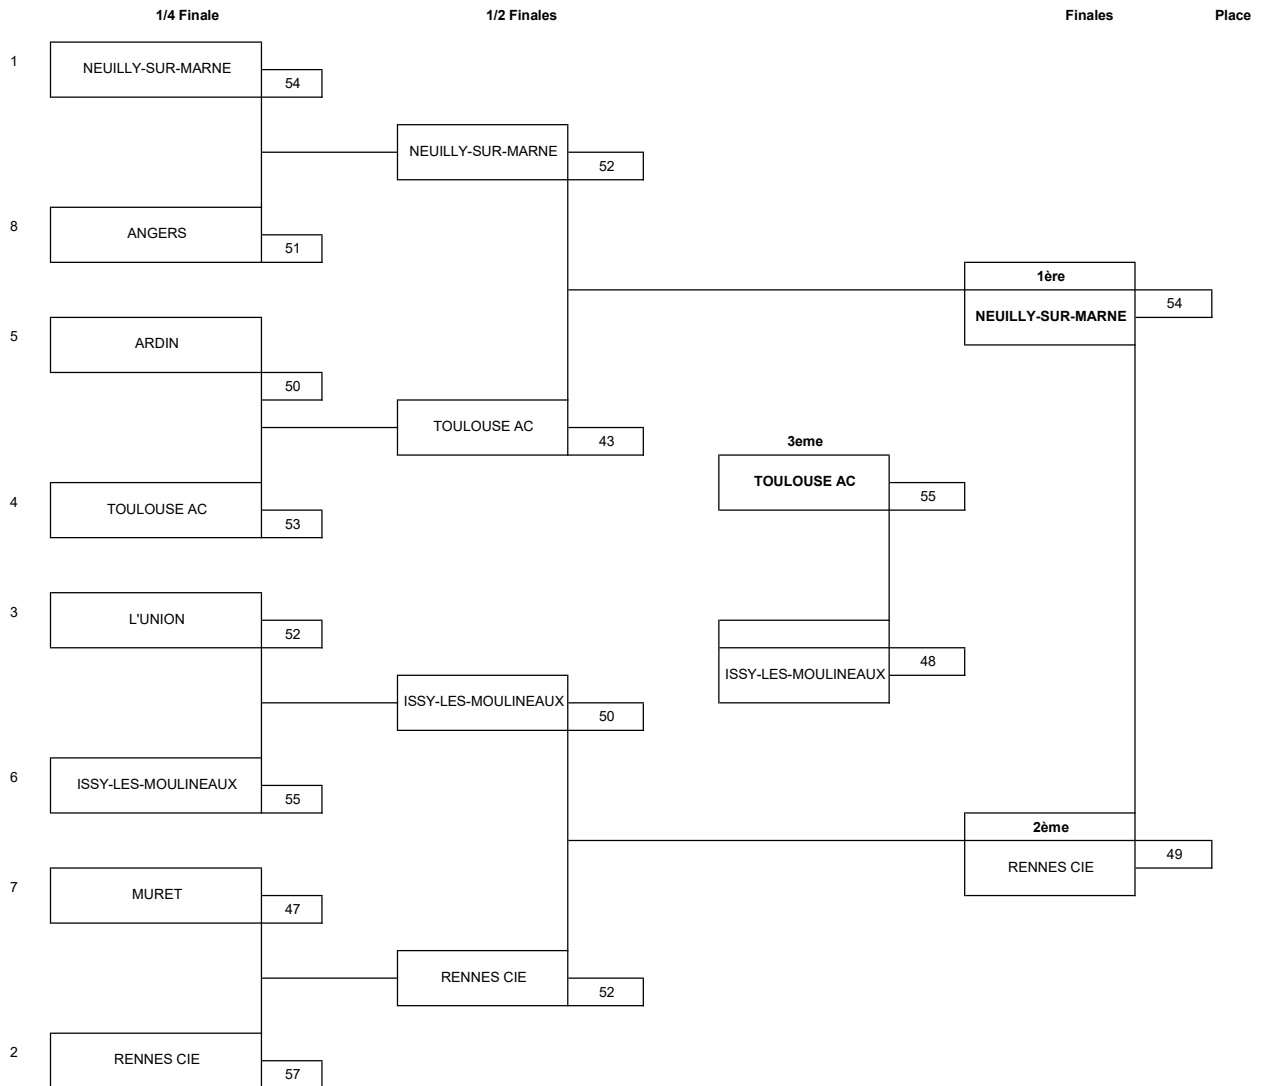 1/4 Finale 1/2 Finales Finales Place
1 NEUILLY-SUR-MARNE
54
NEUILLY-SUR-MARNE
52
8 ANGERS
51
1ère
54
NEUILLY-SUR-MARNE
5 ARDIN
50
TOULOUSE AC
43
3eme
TOULOUSE AC
55
4 TOULOUSE AC
53
3 L'UNION
52
48
ISSY-LES-MOULINEAUX
ISSY-LES-MOULINEAUX
50
6 ISSY-LES-MOULINEAUX
55
2ème
49
RENNES CIE
7 MURET
47
RENNES CIE
52
2 RENNES CIE
57